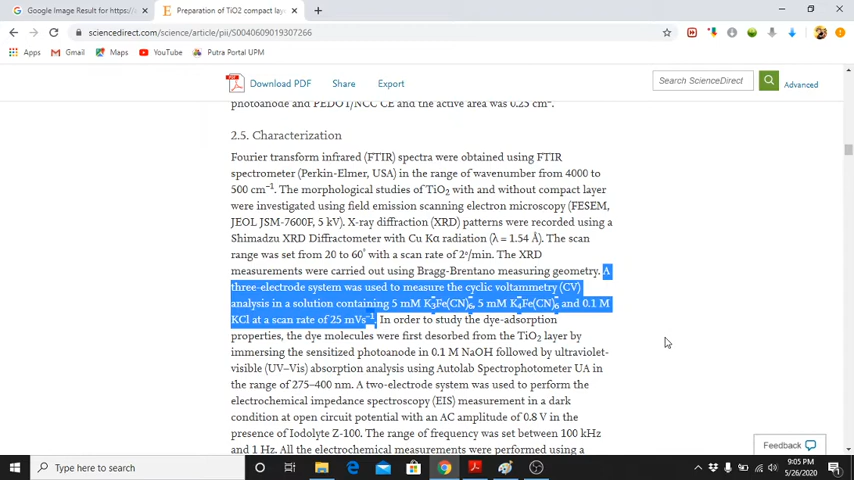 Google Image Result for https://
Preparation of TiO2 compact lay
sciencedirect.com/science/article/pii/S0040609019307266
Apps
Gmail
Maps
YouTube
Putra Portal UPM
PDF
Download PDF
Share
Export
Search ScienceDirect
Advanced
photoanode and PEDOT/NCC CE and the active area was 0.25 cm².
2.5. Characterization
Fourier transform infrared (FTIR) spectra were obtained using FTIR
spectrometer (Perkin-Elmer, USA) in the range of wavenumber from 4000 to
500 cm⁻¹. The morphological studies of TiO₂ with and without compact layer
were investigated using field emission scanning electron microscopy (FESEM,
JEOL JSM-7600F, 5 kV). X-ray diffraction (XRD) patterns were recorded using a
Shimadzu XRD Diffractometer with Cu Kα radiation (λ = 1.54 Å). The scan
range was set from 20 to 60° with a scan rate of 2°/min. The XRD
measurements were carried out using Bragg-Brentano measuring geometry. A
three-electrode system was used to measure the cyclic voltammetry (CV)
analysis in a solution containing 5 mM K₃Fe(CN)₆, 5 mM K₄Fe(CN)₆ and 0.1 M
KCl at a scan rate of 25 mVs⁻¹. In order to study the dye-adsorption
properties, the dye molecules were first desorbed from the TiO₂ layer by
immersing the sensitized photoanode in 0.1 M NaOH followed by ultraviolet-
visible (UV–Vis) absorption analysis using Autolab Spectrophotometer UA in
the range of 275–400 nm. A two-electrode system was used to perform the
electrochemical impedance spectroscopy (EIS) measurement in a dark
condition at open circuit potential with an AC amplitude of 0.8 V in the
presence of Iodolyte Z-100. The range of frequency was set between 100 kHz
and 1 Hz. All the electrochemical measurements were performed using a
Feedback
Type here to search
9:05 PM
5/26/2020